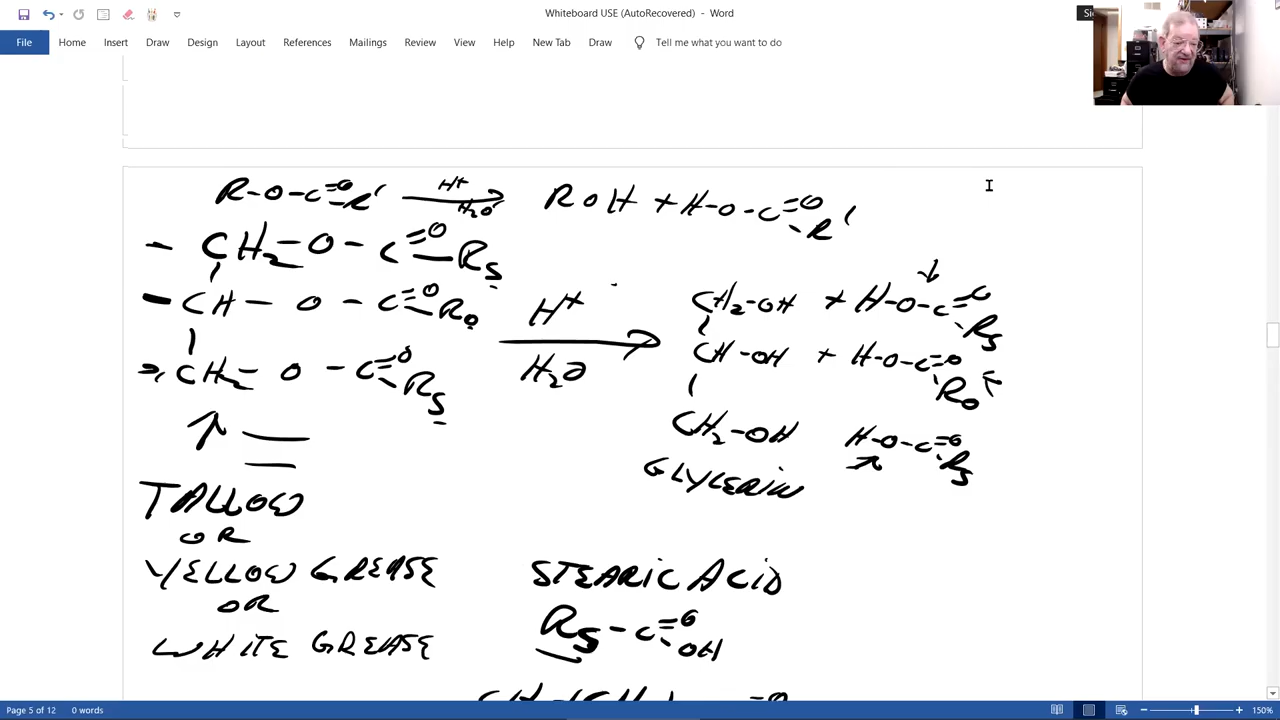 Whiteboard USE (AutoRecovered) - Word
File Home Insert Draw Design Layout References Mailings Review View Help New Tab Draw Tell me what you want to do
R-O-C=O-R' H+ H2O ROH + H-O-C=O-R'
CH2-O-C=O-Rs
CH-O-C=O-Ro H+ CH2-OH + H-O-C=O-Rs
CH2-O-C=O-Rs H2O CH-OH + H-O-C=O-Ro
CH2-OH H-O-C=O-Rs
GLYCERIN
TALLOW
OR
YELLOW GREASE STEARIC ACID
OR
WHITE GREASE Rs-C=O-OH
Page 5 of 12 0 words 150%